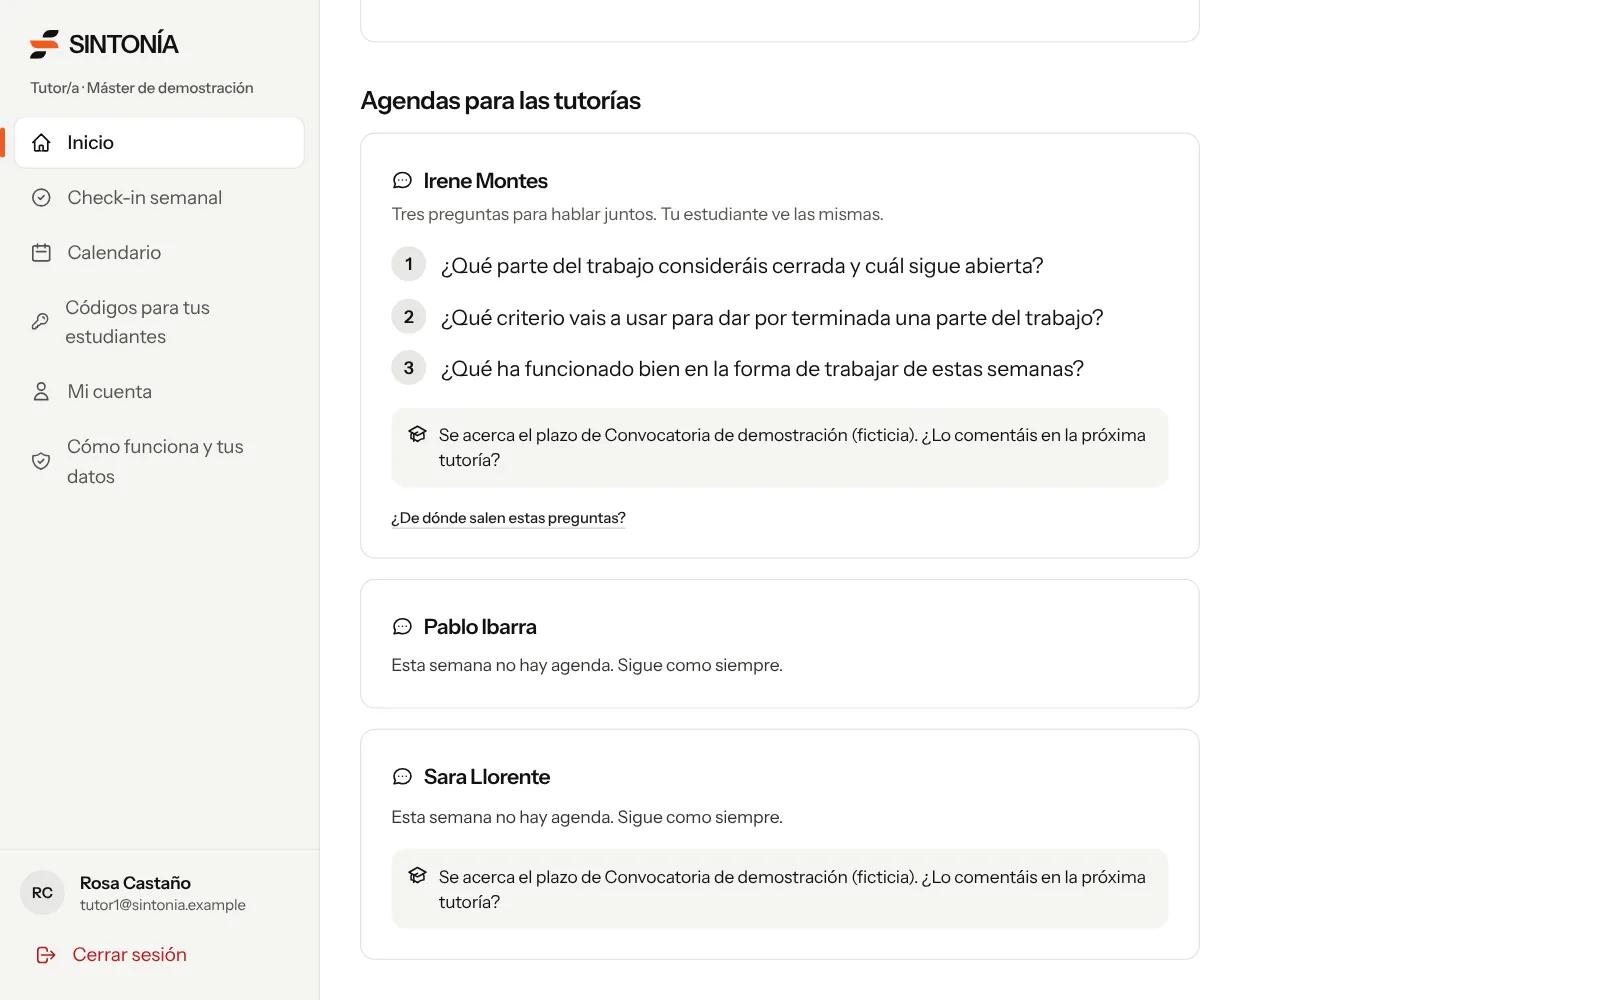 SINTONÍA
Tutor/a · Máster de demostración
Inicio
Check-in semanal
Calendario
Códigos para tus
estudiantes
Mi cuenta
Cómo funciona y tus
datos
RC
Rosa Castaño
tutor1@sintonia.example
Cerrar sesión
Agendas para las tutorías
Irene Montes
Tres preguntas para hablar juntos. Tu estudiante ve las mismas.
1 ¿Qué parte del trabajo consideráis cerrada y cuál sigue abierta?
2 ¿Qué criterio vais a usar para dar por terminada una parte del trabajo?
3 ¿Qué ha funcionado bien en la forma de trabajar de estas semanas?
Se acerca el plazo de Convocatoria de demostración (ficticia). ¿Lo comentáis en la próxima
tutoría?
¿De dónde salen estas preguntas?
Pablo Ibarra
Esta semana no hay agenda. Sigue como siempre.
Sara Llorente
Esta semana no hay agenda. Sigue como siempre.
Se acerca el plazo de Convocatoria de demostración (ficticia). ¿Lo comentáis en la próxima
tutoría?